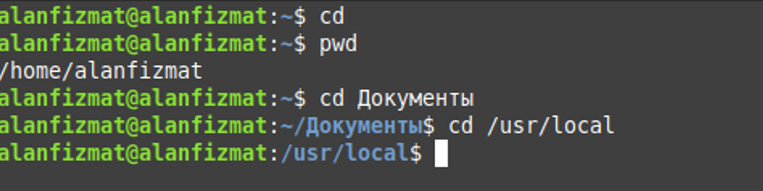 alanfizmat@alanfizmat:~$ cd
alanfizmat@alanfizmat:~$ pwd
/home/alanfizmat
alanfizmat@alanfizmat:~$ cd Документы
alanfizmat@alanfizmat:~/Документы$ cd /usr/local
alanfizmat@alanfizmat:/usr/local$